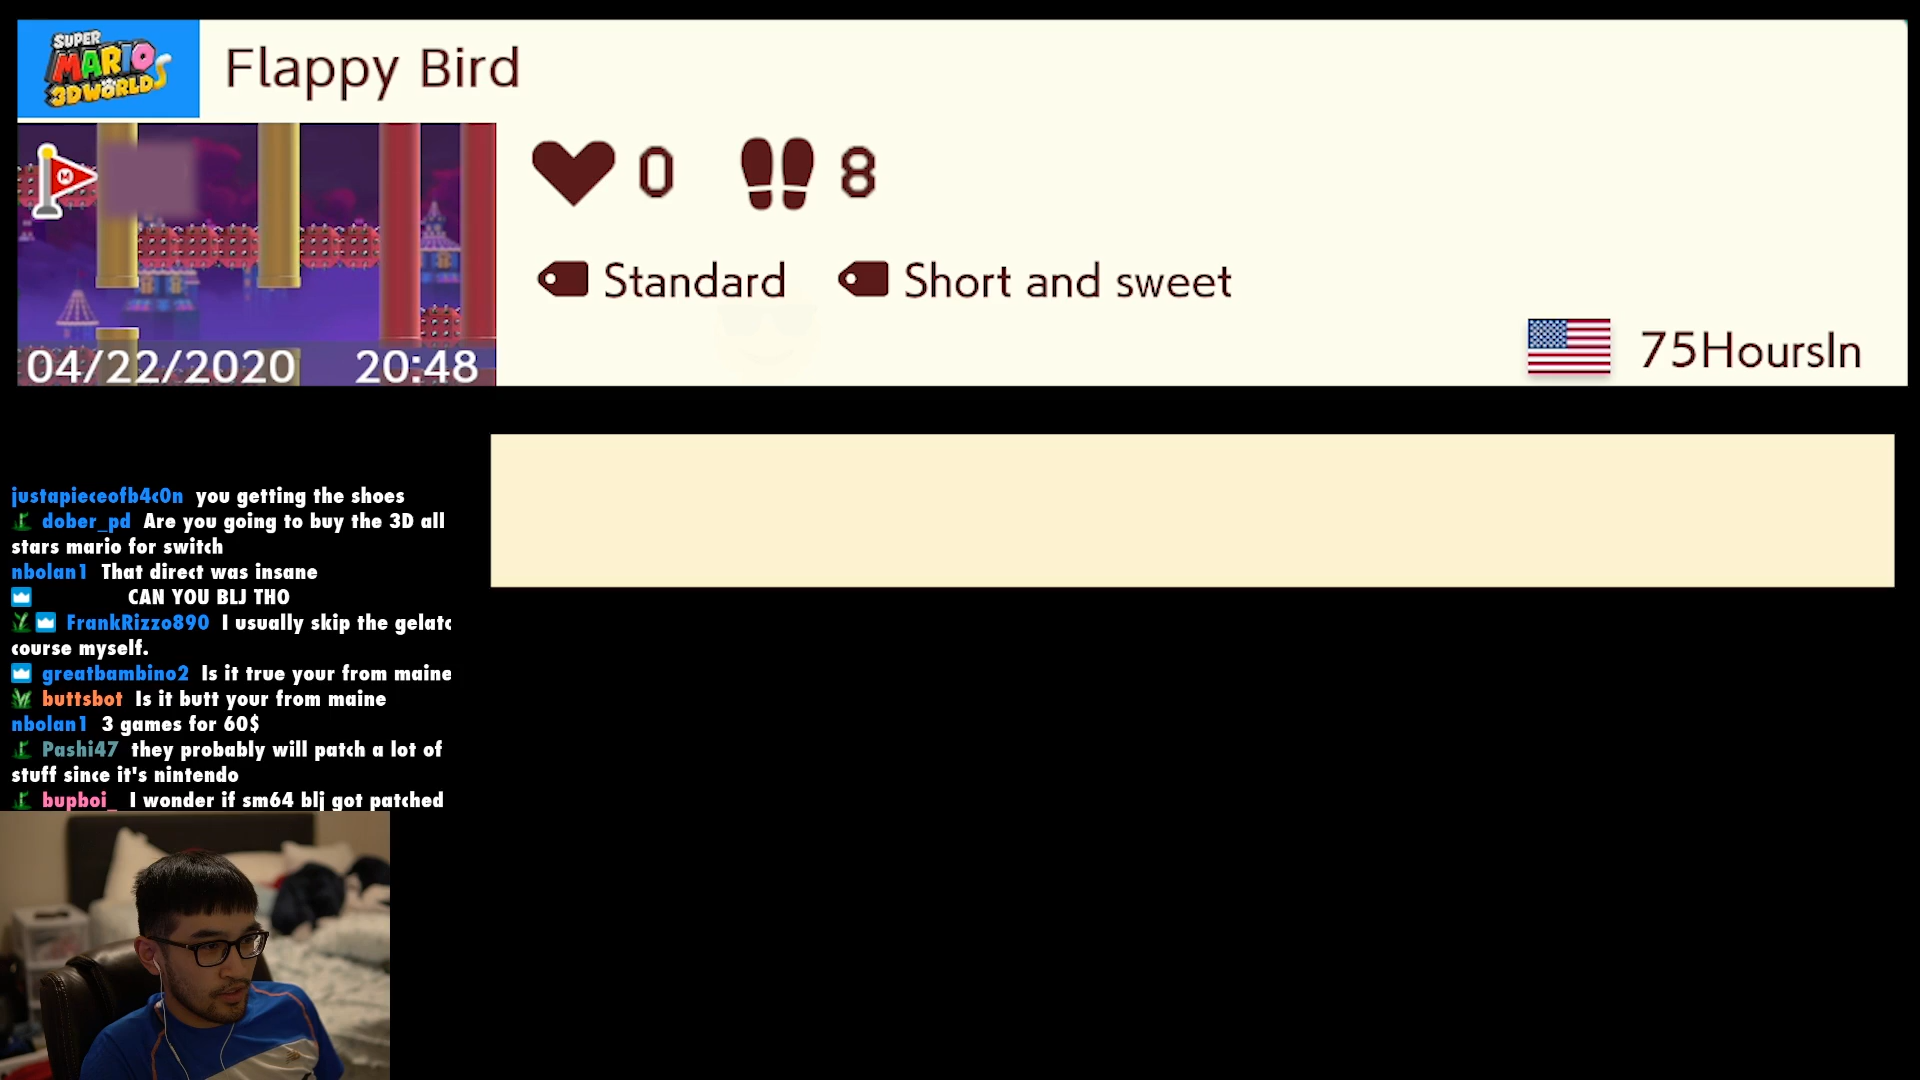 SUPER
MARIO
3D WORLD
Flappy Bird
M
0 8
Standard Short and sweet
04/22/2020 20:48
75HoursIn
justapieceofb4c0n you getting the shoes
dober_pd Are you going to buy the 3D all
stars mario for switch
nbolan1 That direct was insane
CAN YOU BLJ THO
FrankRizzo890 I usually skip the gelato
course myself.
greatbambino2 Is it true your from maine
buttsbot Is it butt your from maine
nbolan1 3 games for 60$
Pashi47 they probably will patch a lot of
stuff since it's nintendo
bupboi_ I wonder if sm64 blj got patched